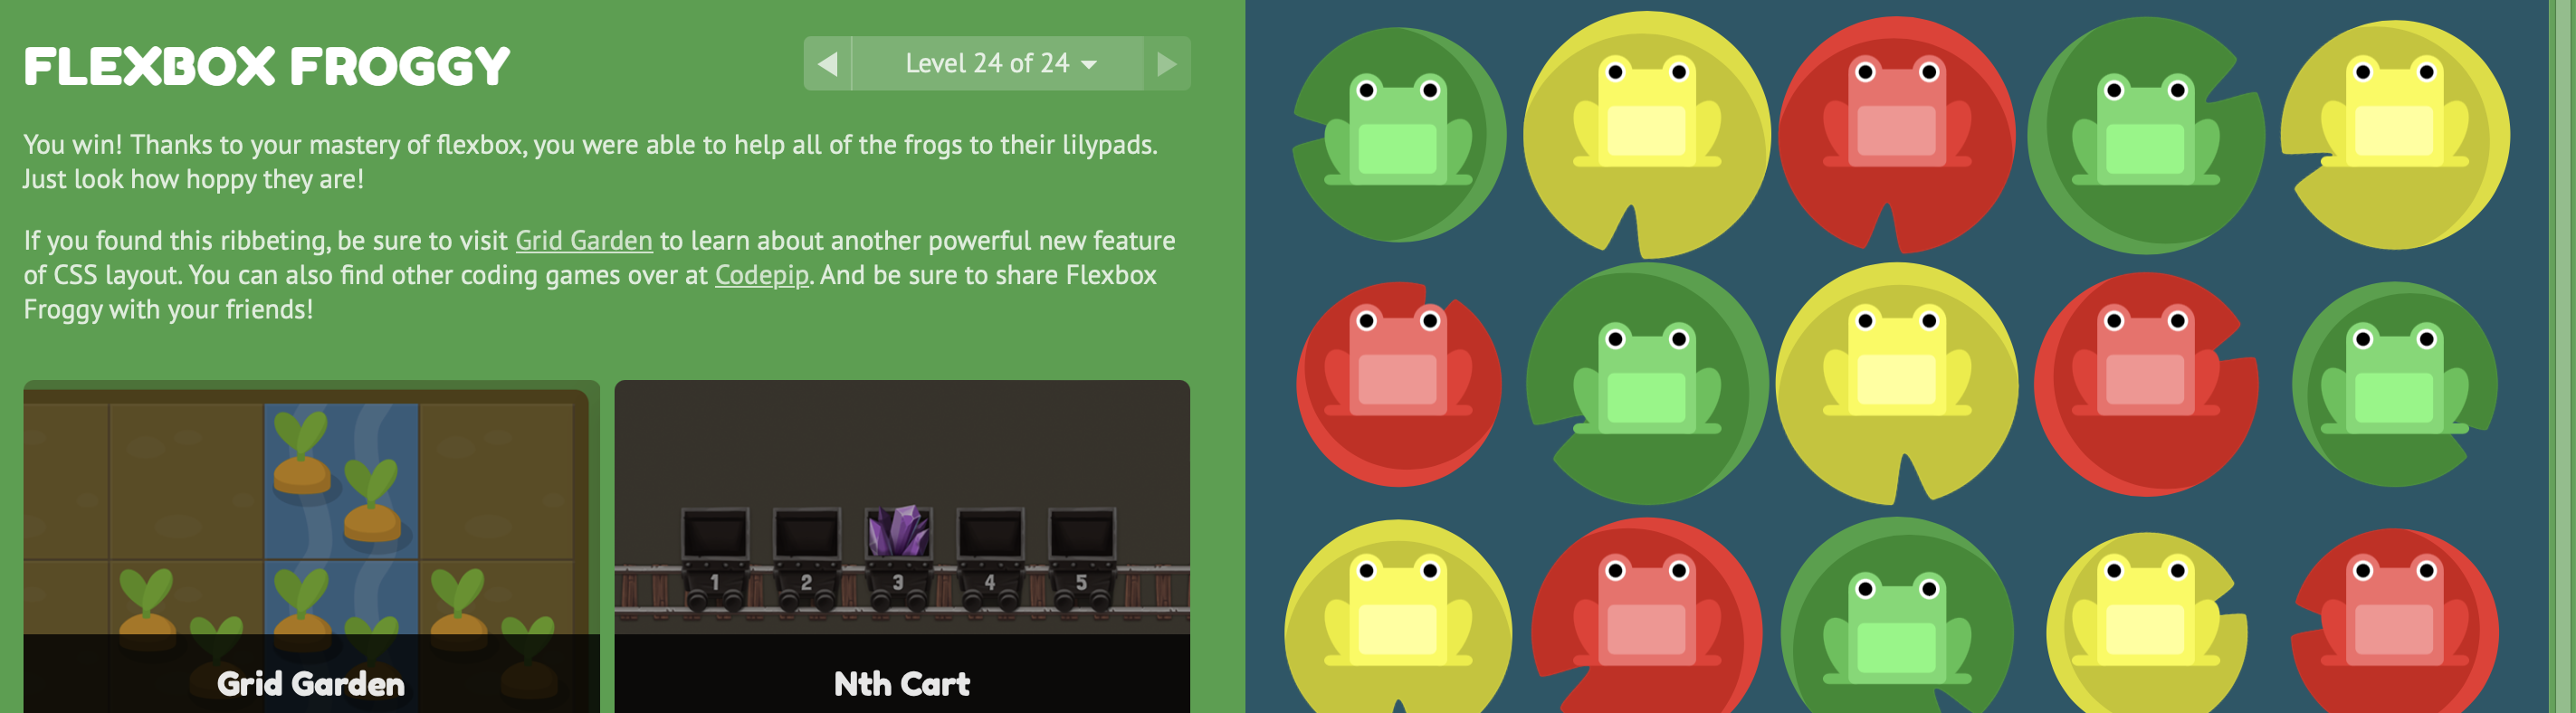 FLEXBOX FROGGY
Level 24 of 24
You win! Thanks to your mastery of flexbox, you were able to help all of the frogs to their lilypads.
Just look how hoppy they are!
If you found this ribbeting, be sure to visit Grid Garden to learn about another powerful new feature
of CSS layout. You can also find other coding games over at Codepip. And be sure to share Flexbox
Froggy with your friends!
1 2 3 4 5
Grid Garden
Nth Cart